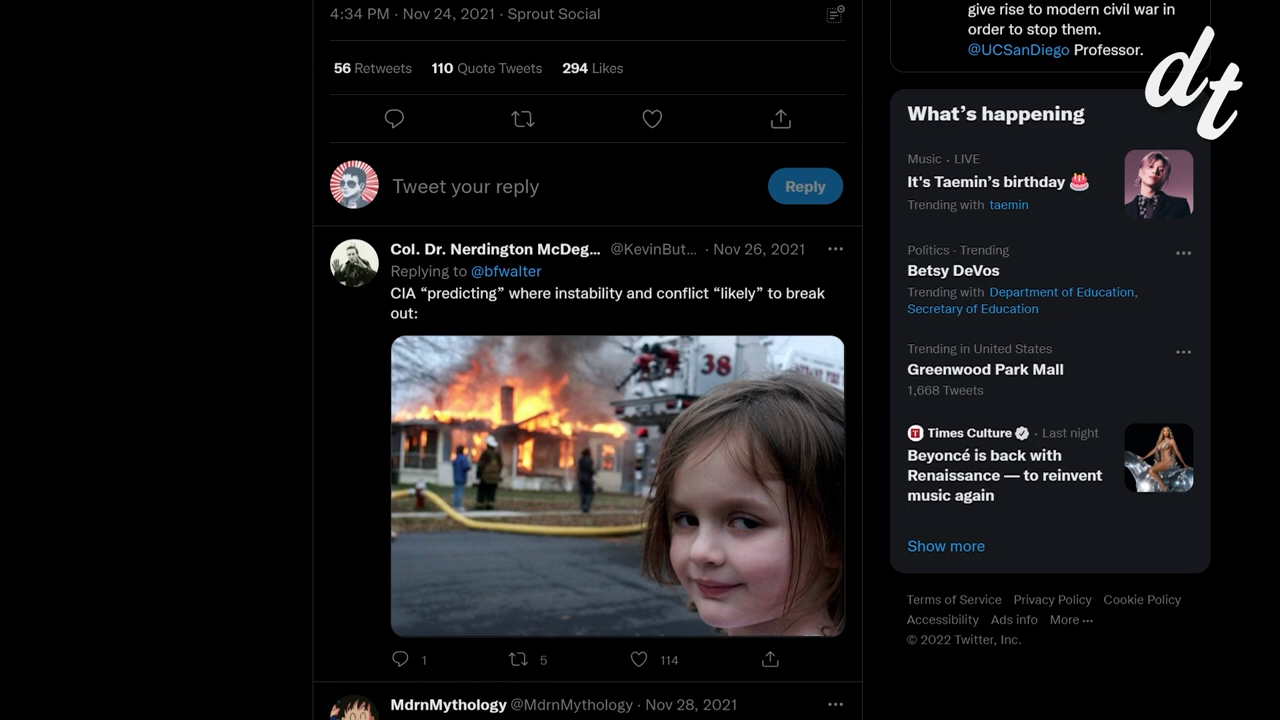 4:34 PM · Nov 24, 2021 · Sprout Social
56 Retweets 110 Quote Tweets 294 Likes
Tweet your reply
Reply
Col. Dr. Nerdington McDeg... @KevinBut... · Nov 26, 2021
Replying to @bfwalter
CIA “predicting” where instability and conflict “likely” to break
out:
38
1 5 114
MdrnMythology @MdrnMythology · Nov 28, 2021
give rise to modern civil war in
order to stop them.
@UCSanDiego Professor.
dt
What’s happening
Music · LIVE
It's Taemin’s birthday 🎂
Trending with taemin
Politics · Trending
Betsy DeVos
Trending with Department of Education,
Secretary of Education
Trending in United States
Greenwood Park Mall
1,668 Tweets
Times Culture · Last night
Beyoncé is back with
Renaissance — to reinvent
music again
Show more
Terms of Service Privacy Policy Cookie Policy
Accessibility Ads info More ···
© 2022 Twitter, Inc.